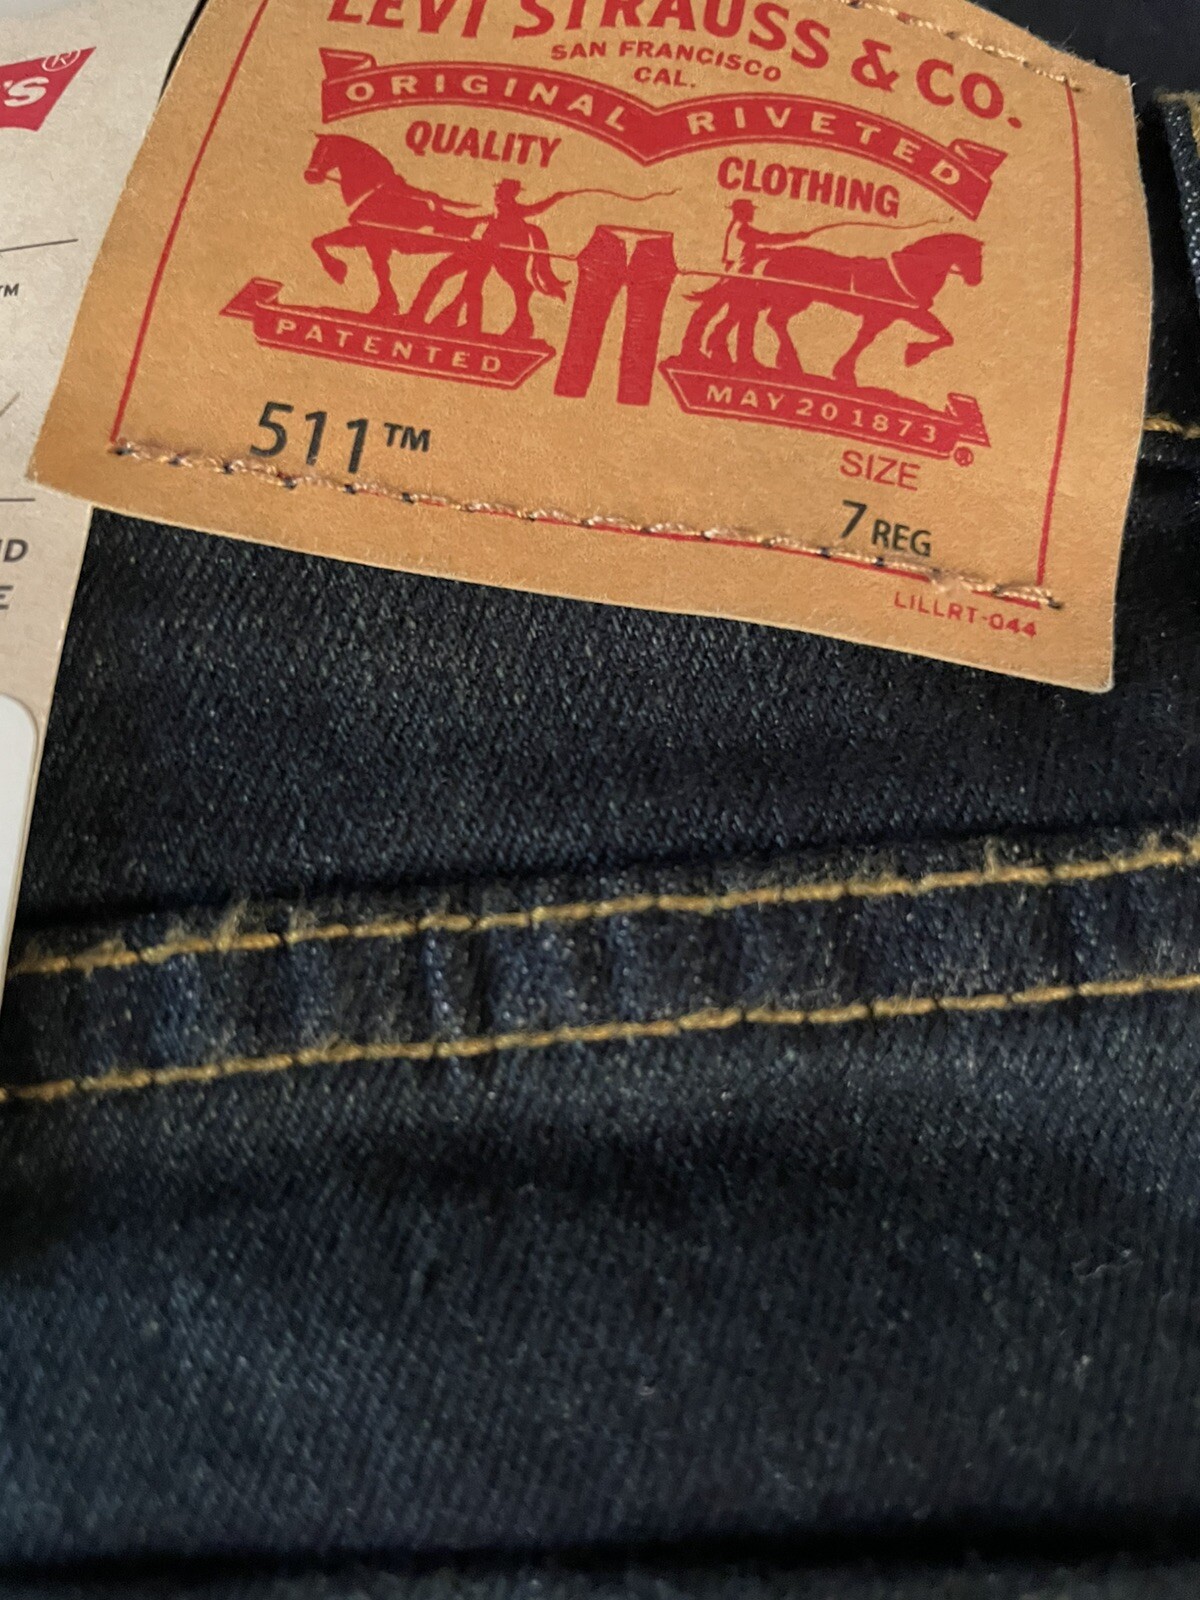 LEVI STRAUSS & CO.
SAN FRANCISCO
CAL.
ORIGINAL RIVETED
QUALITY CLOTHING
PATENTED
MAY 20 1873
®
511™
SIZE
7 REG
LILLRT-044
'S®
™